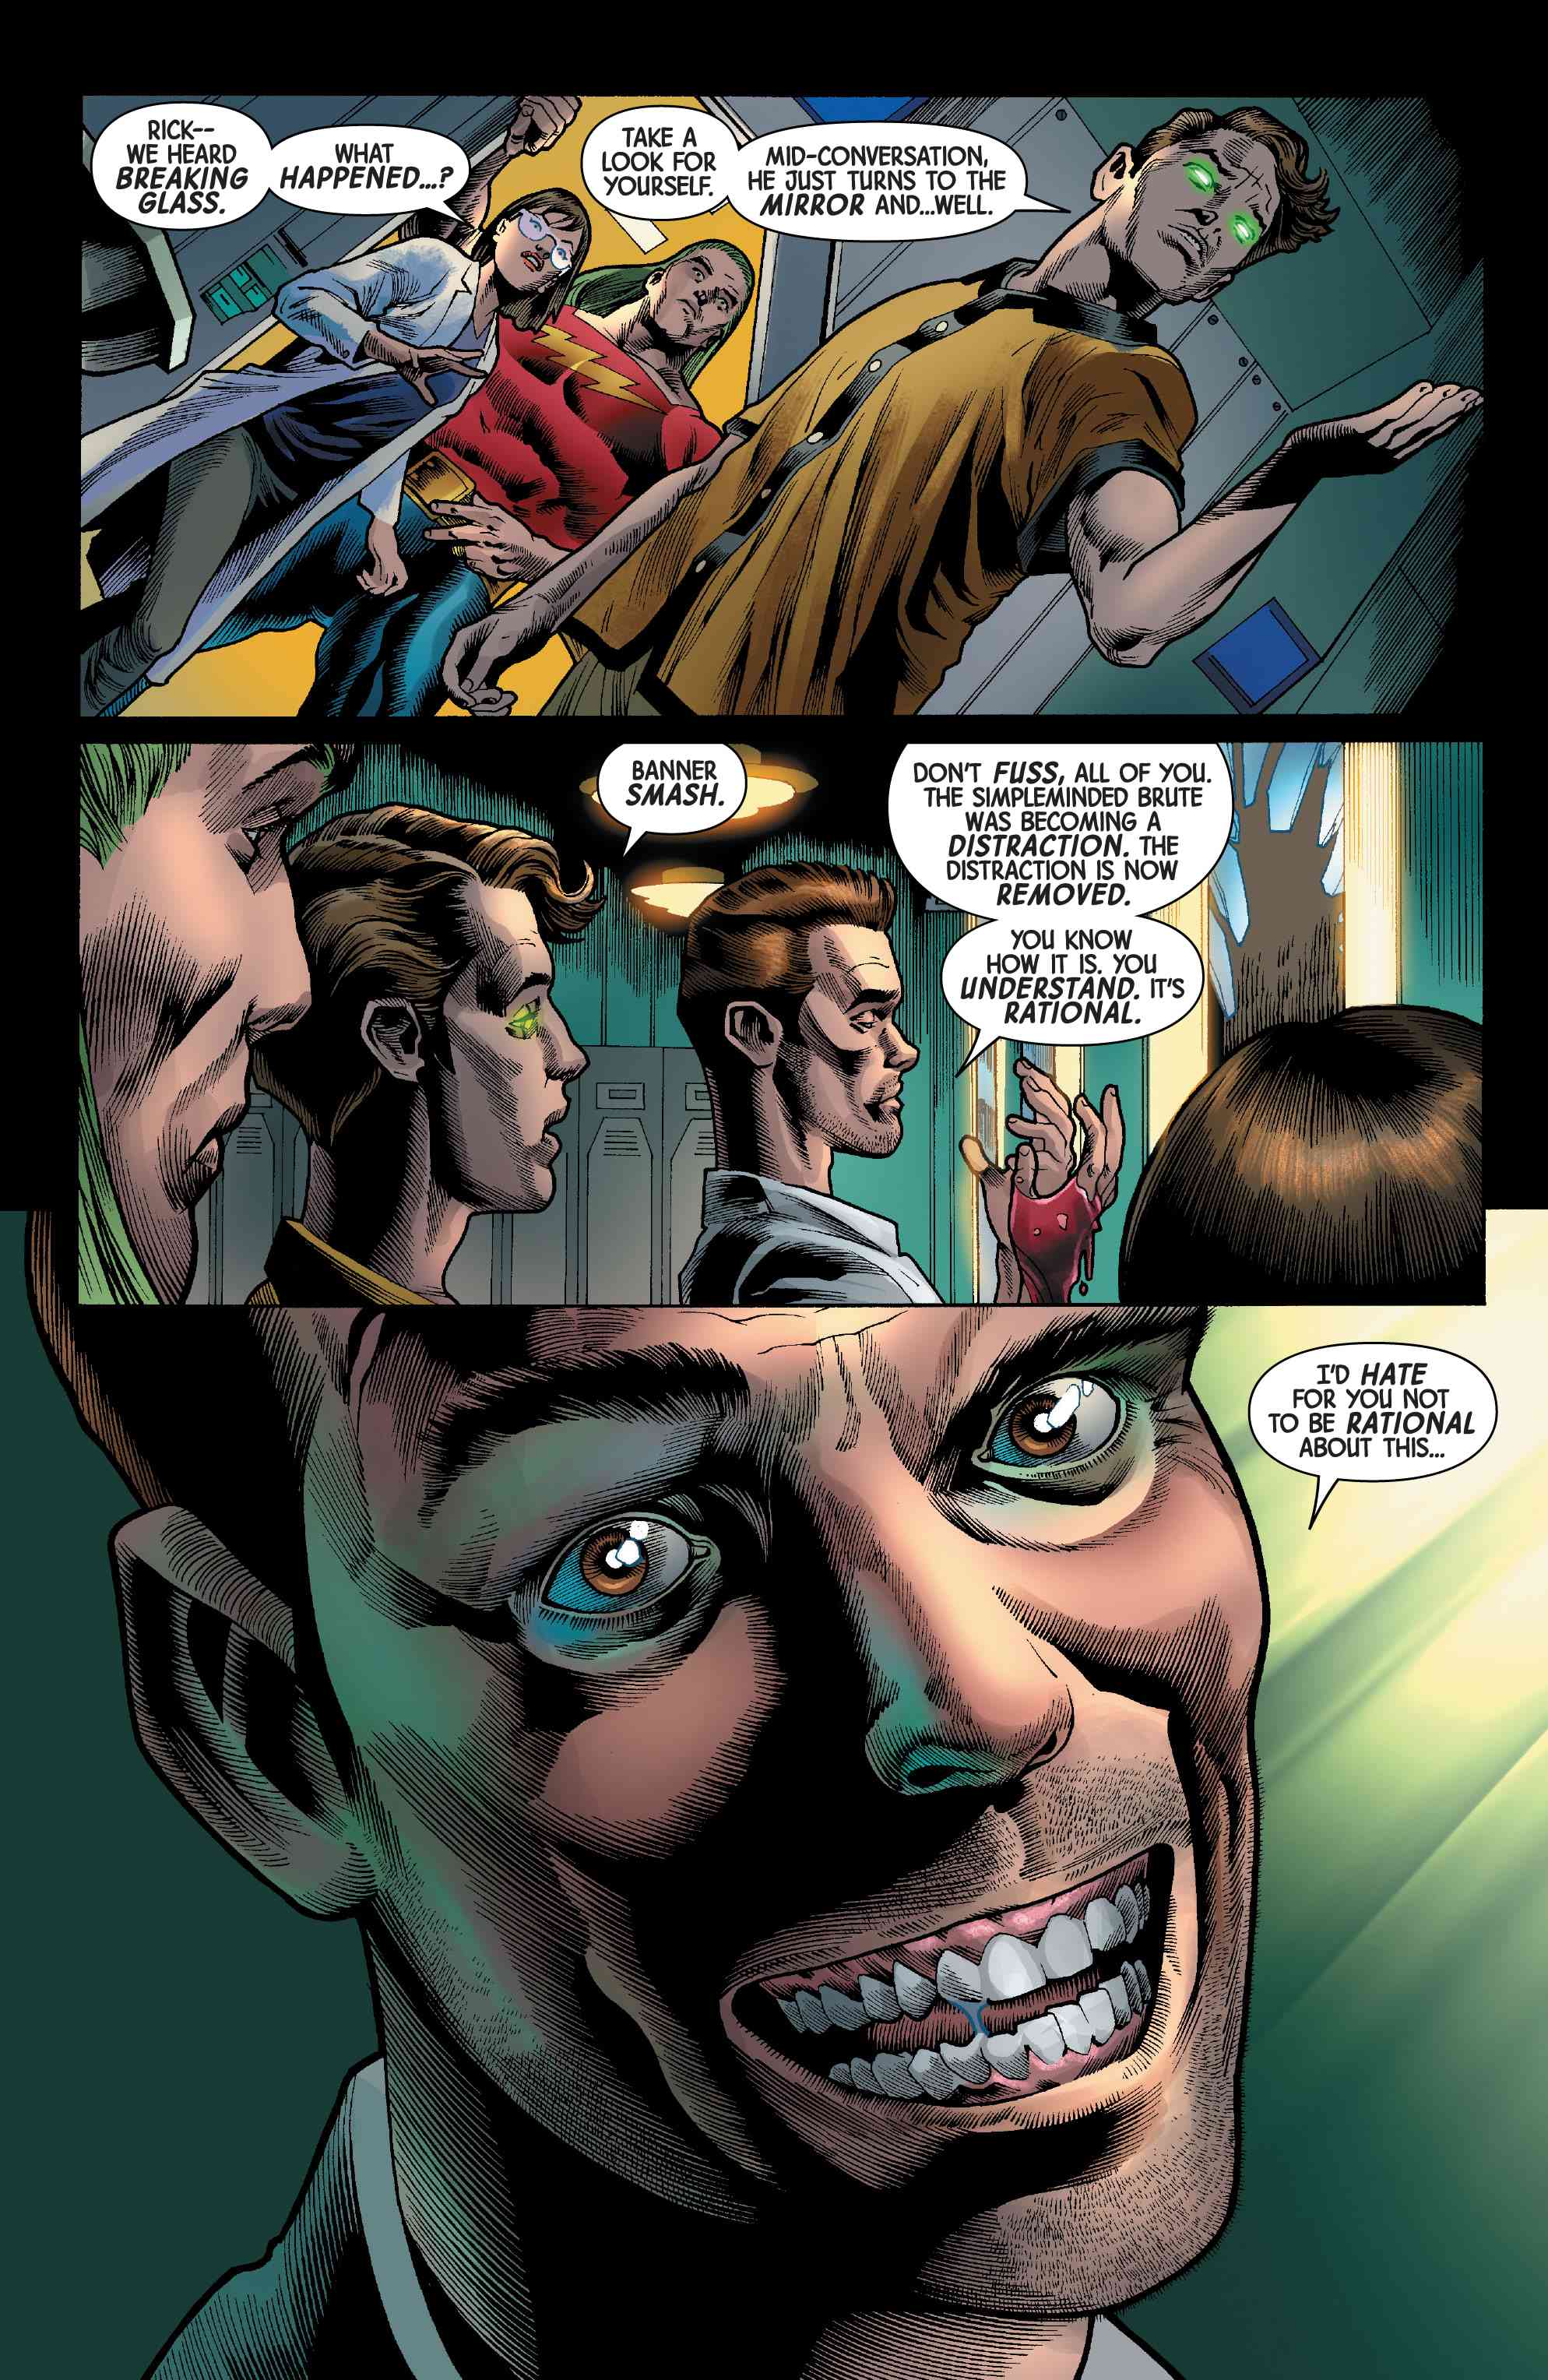 RICK--
WE HEARD
BREAKING
GLASS.
WHAT
HAPPENED...?
TAKE A
LOOK FOR
YOURSELF.
MID-CONVERSATION,
HE JUST TURNS TO THE
MIRROR AND...WELL.
BANNER
SMASH.
DON'T FUSS, ALL OF YOU.
THE SIMPLEMINDED BRUTE
WAS BECOMING A
DISTRACTION. THE
DISTRACTION IS NOW
REMOVED.
YOU KNOW
HOW IT IS. YOU
UNDERSTAND. IT'S
RATIONAL.
I'D HATE
FOR YOU NOT
TO BE RATIONAL
ABOUT THIS...